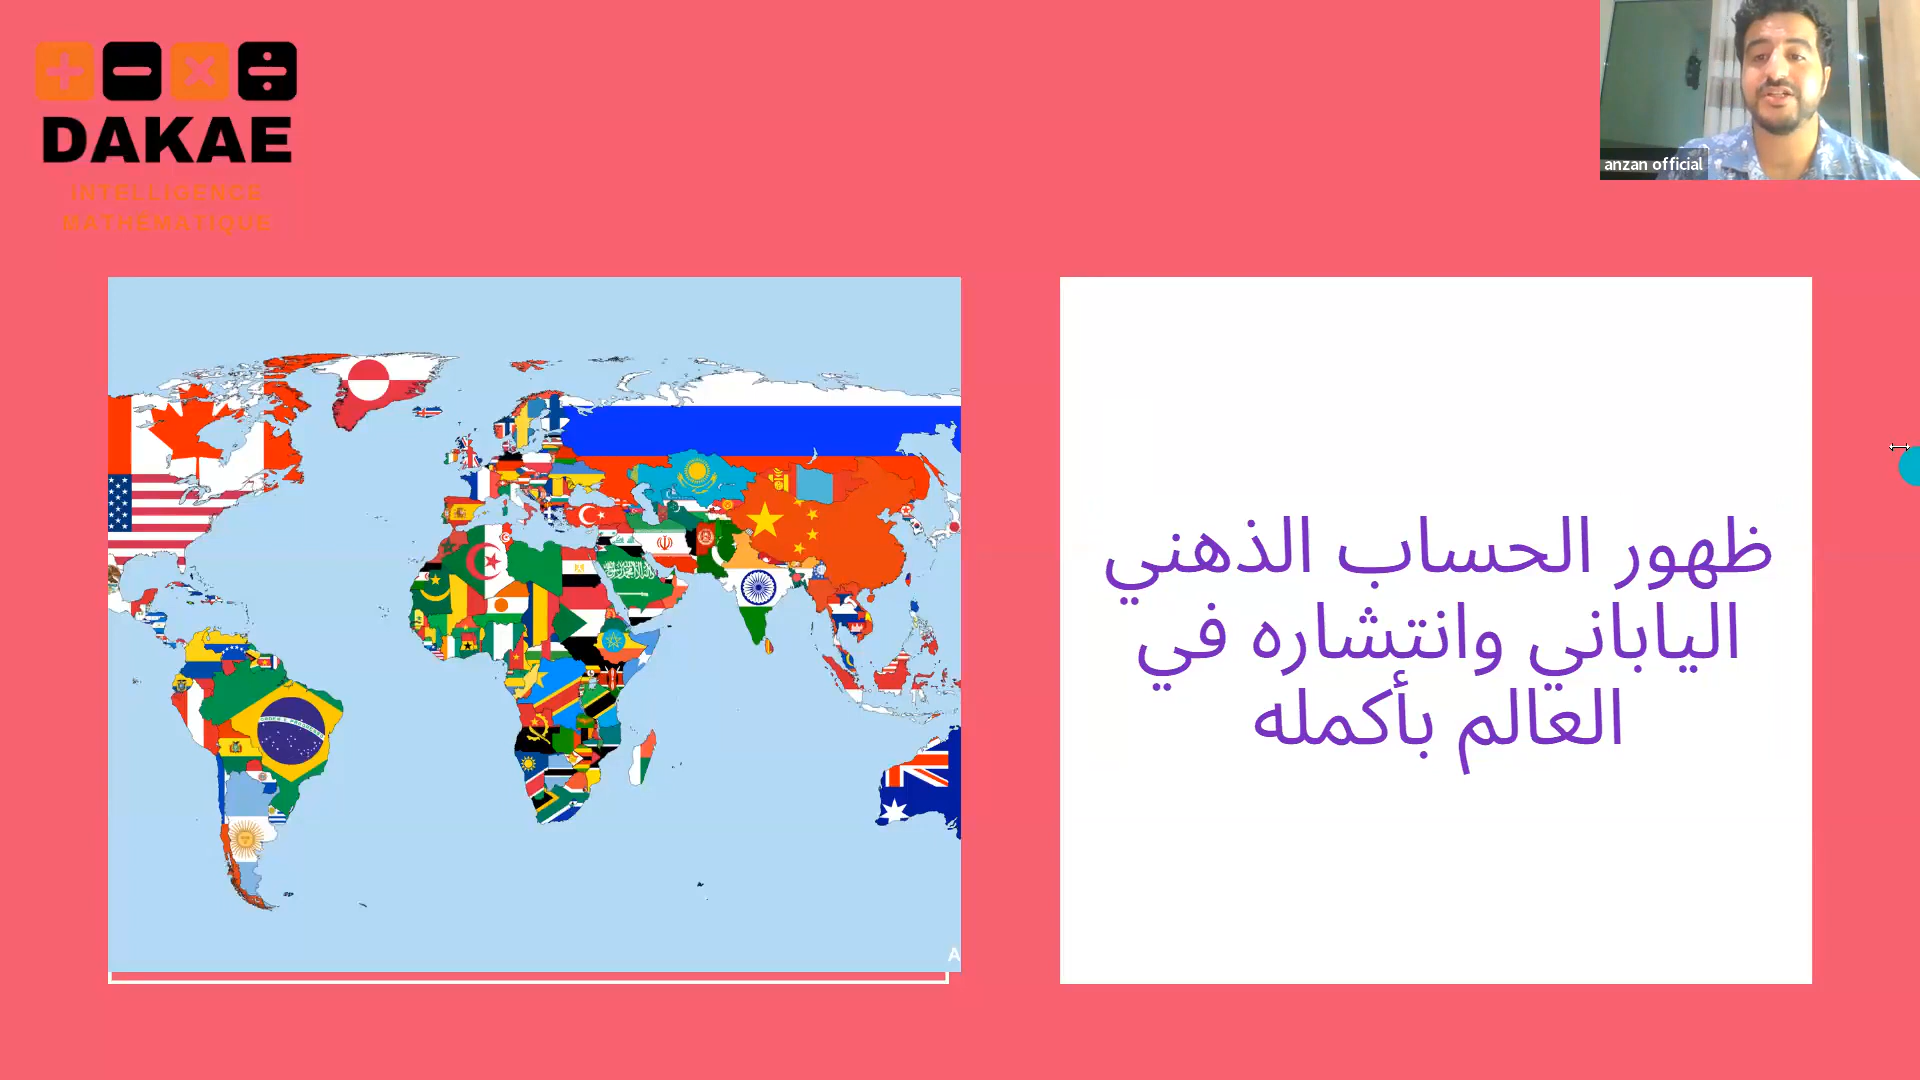 DAKAE
INTELLIGENCE
MATHÉMATIQUE
anzan official
ظهور الحساب الذهني
الياباني وانتشاره في
العالم بأكمله
A